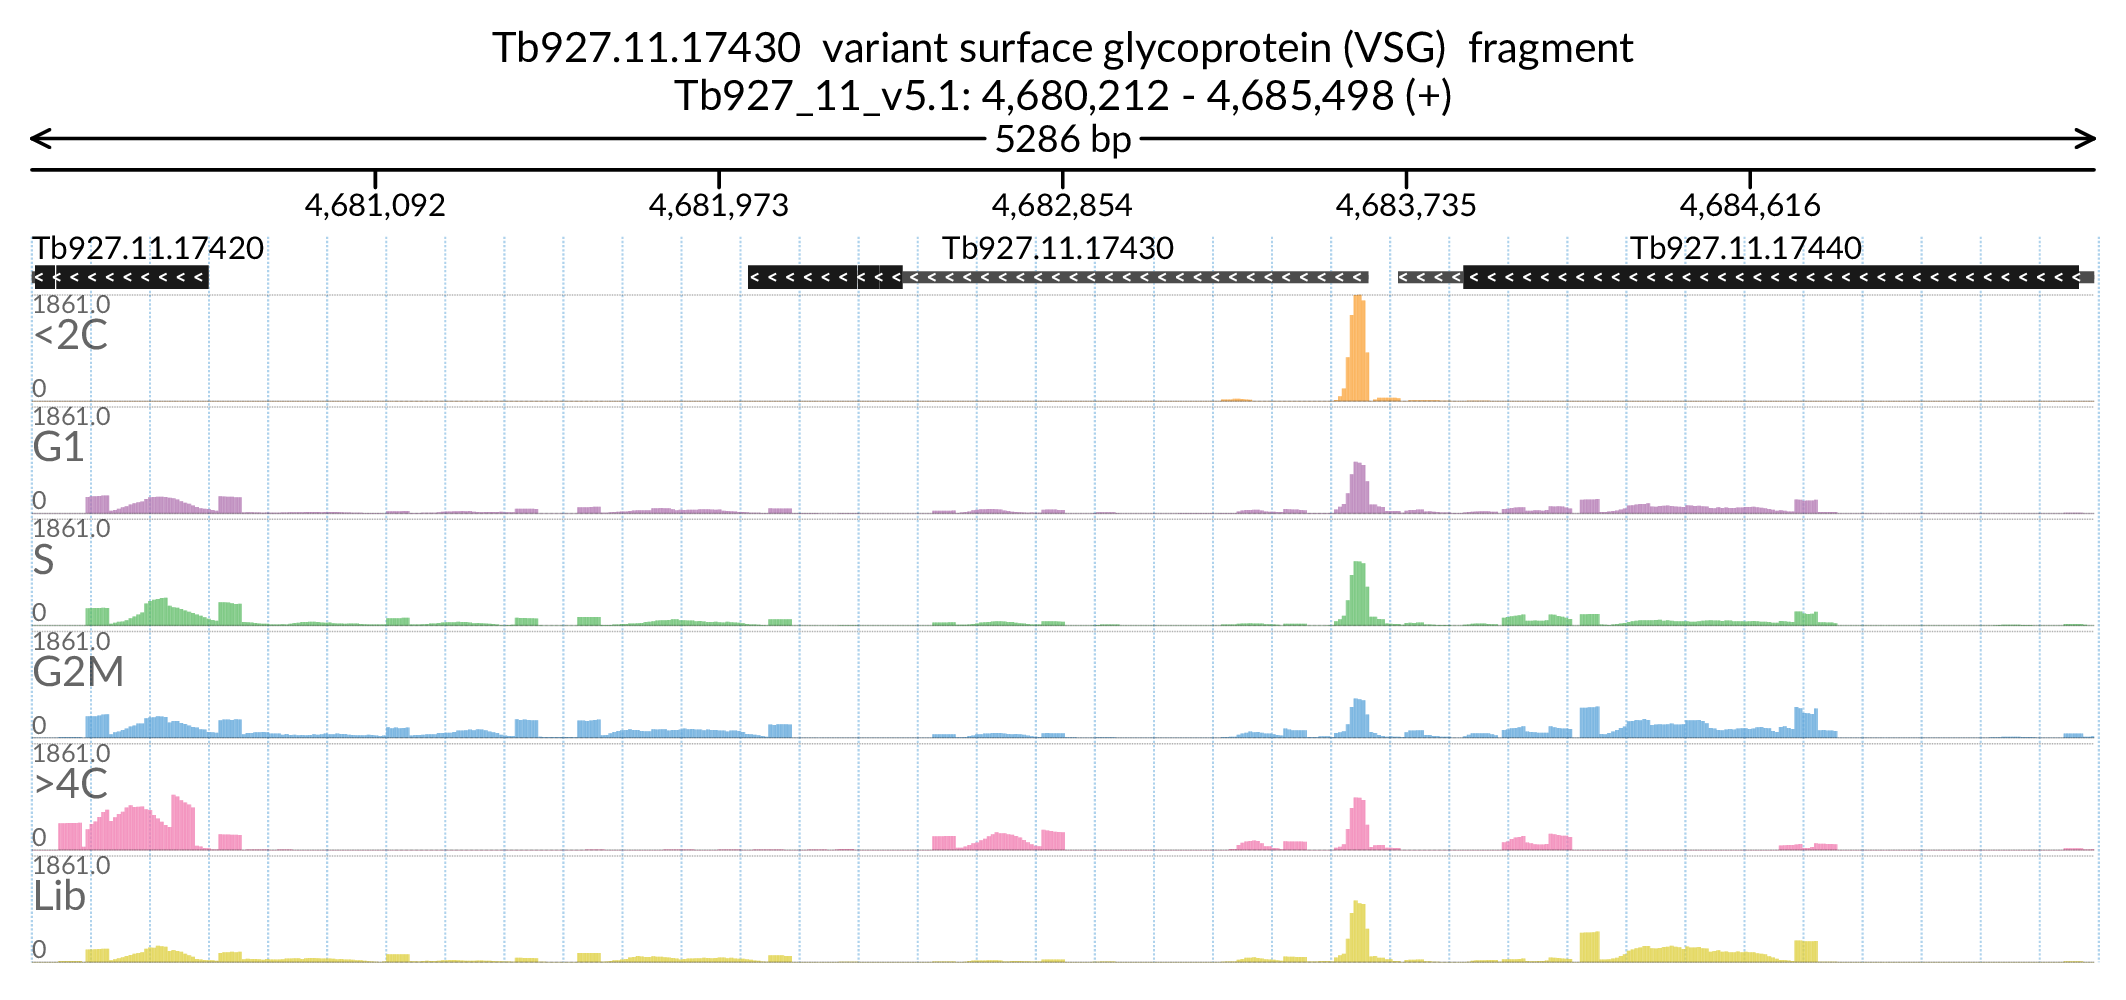 Tb927.11.17430 variant surface glycoprotein (VSG) fragment
Tb927_11_v5.1: 4,680,212 - 4,685,498 (+)
5286 bp
4,681,092 4,681,973 4,682,854 4,683,735 4,684,616
Tb927.11.17420 Tb927.11.17430 Tb927.11.17440
1861.0
<2C
0
1861.0
G1
0
1861.0
S
0
1861.0
G2M
0
1861.0
>4C
0
1861.0
Lib
0